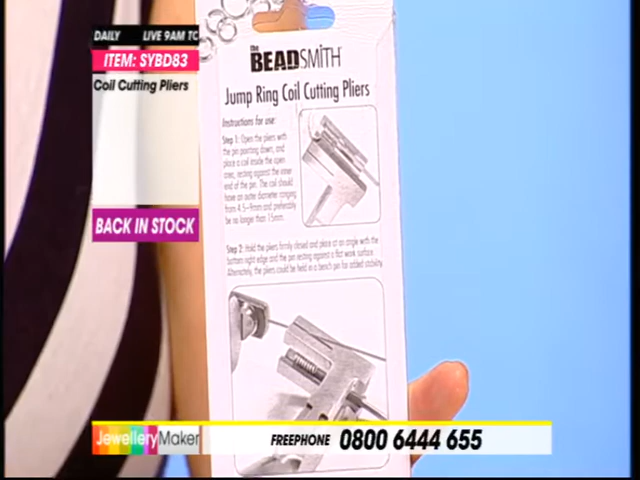 DAILY LIVE 9AM TO
ITEM: SYBD83
Coil Cutting Pliers
BACK IN STOCK
the
BEADSMITH
Jump Ring Coil Cutting Pliers
Instructions for use:
Step 1: Open the pliers with
the pin pointing down, and
place a coil inside the open
area, resting against the inner
end of the pin. The coil should
have an outer diameter ranging
from 4.5-9mm and preferably
be no longer than 15mm.
Step 2: Hold the pliers firmly closed and place at an angle with the
bottom right edge and the pin resting against a flat work surface.
Alternately, the pliers could be held in a bench pin for added stability.
JewelleryMaker
FREEPHONE 0800 6444 655